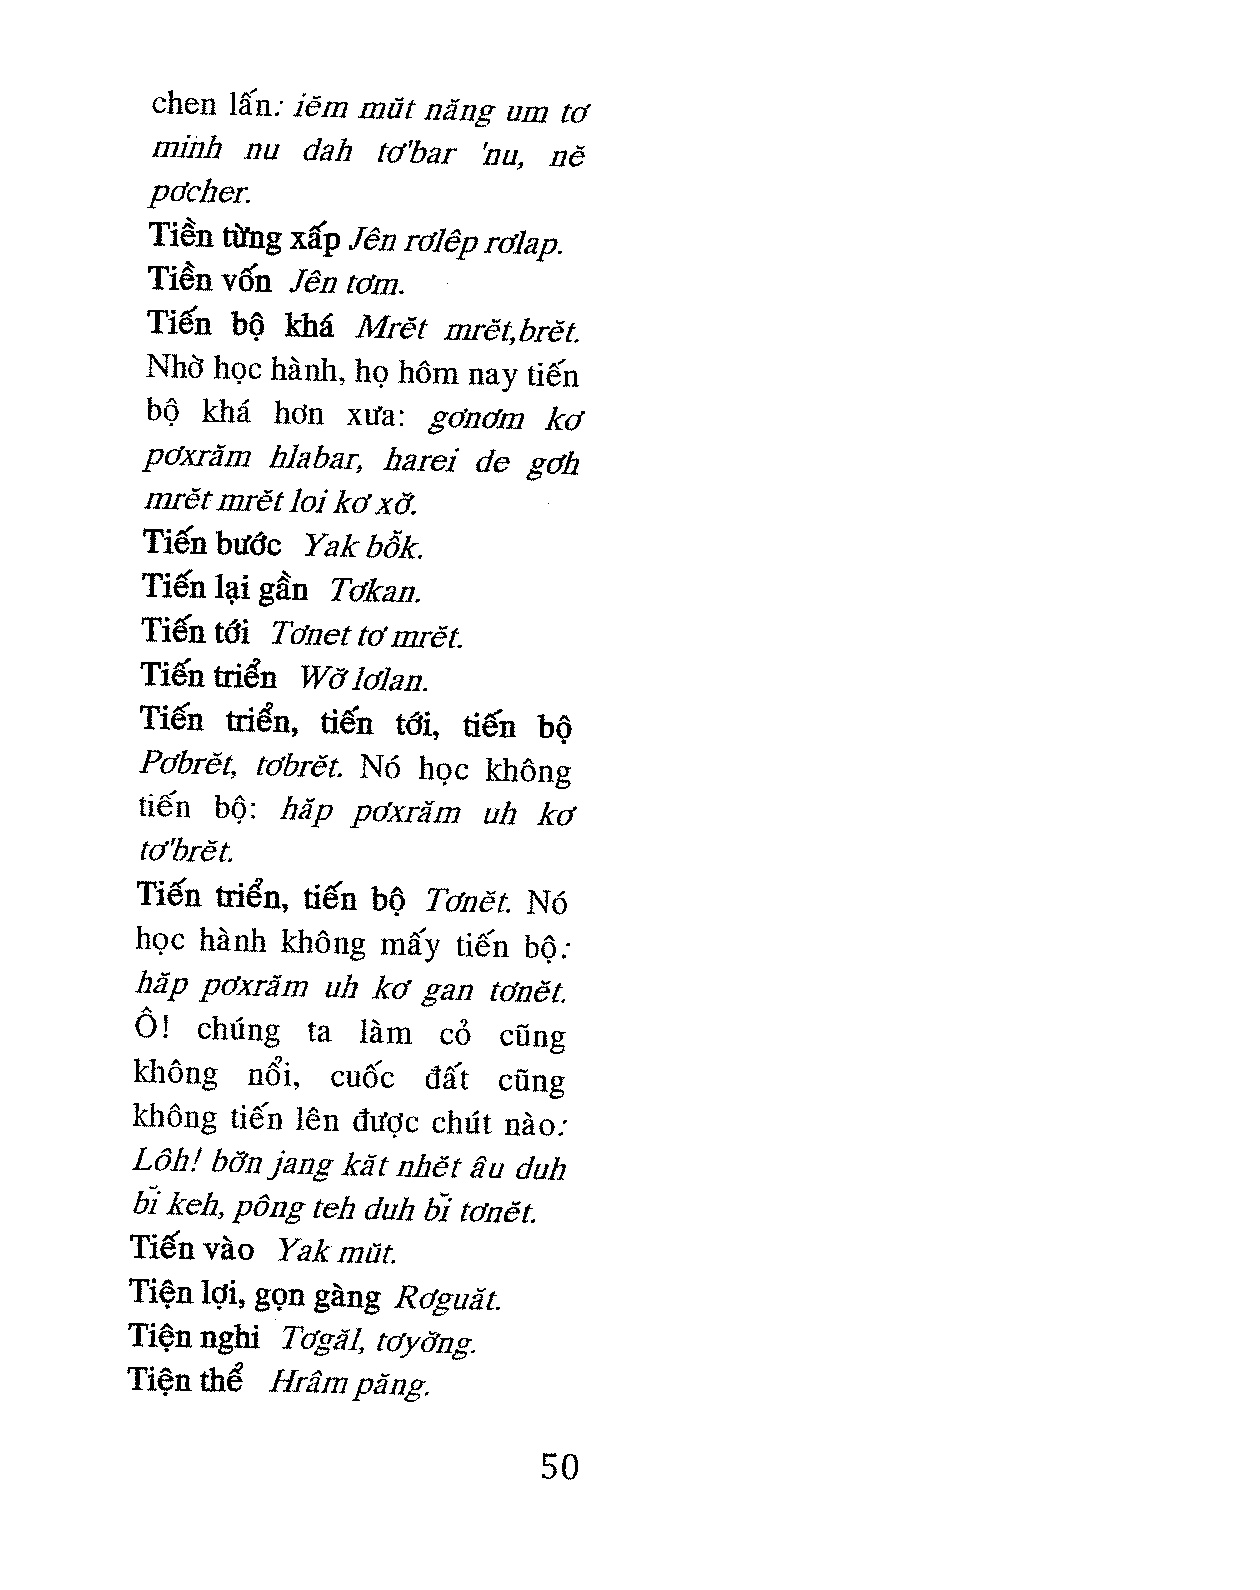 chen lấn: iĕm mŭt năng um tơ
minh nu dah tơ'bar 'nu, nĕ
pơcher.
Tiền từng xấp Jên rơlêp rơlap.
Tiền vốn Jên tơm.
Tiến bộ khá Mrĕt mrĕt,brĕt.
Nhờ học hành, họ hôm nay tiến
bộ khá hơn xưa: gơnơm kơ
pơxrăm hlabar, harei de gơh
mrĕt mrĕt loi kơ xơ̆.
Tiến bước Yak bô̆k.
Tiến lại gần Tơkan.
Tiến tới Tơnet tơ mrĕt.
Tiến triển Wơ̆ lơlan.
Tiến triển, tiến tới, tiến bộ
Pơbrĕt, tơbrĕt. Nó học không
tiến bộ: hăp pơxrăm uh kơ
tơ'brĕt.
Tiến triển, tiến bộ Tơnĕt. Nó
học hành không mấy tiến bộ:
hăp pơxrăm uh kơ gan tơnĕt.
Ô! chúng ta làm cỏ cũng
không nổi, cuốc đất cũng
không tiến lên được chút nào:
Lôh! bơ̆n jang kăt nhĕt âu duh
bĭ keh, pông teh duh bĭ tơnĕt.
Tiến vào Yak mŭt.
Tiện lợi, gọn gàng Rơguăt.
Tiện nghi Tơgăl, tơyơ̆ng.
Tiện thể Hrâm păng.
50